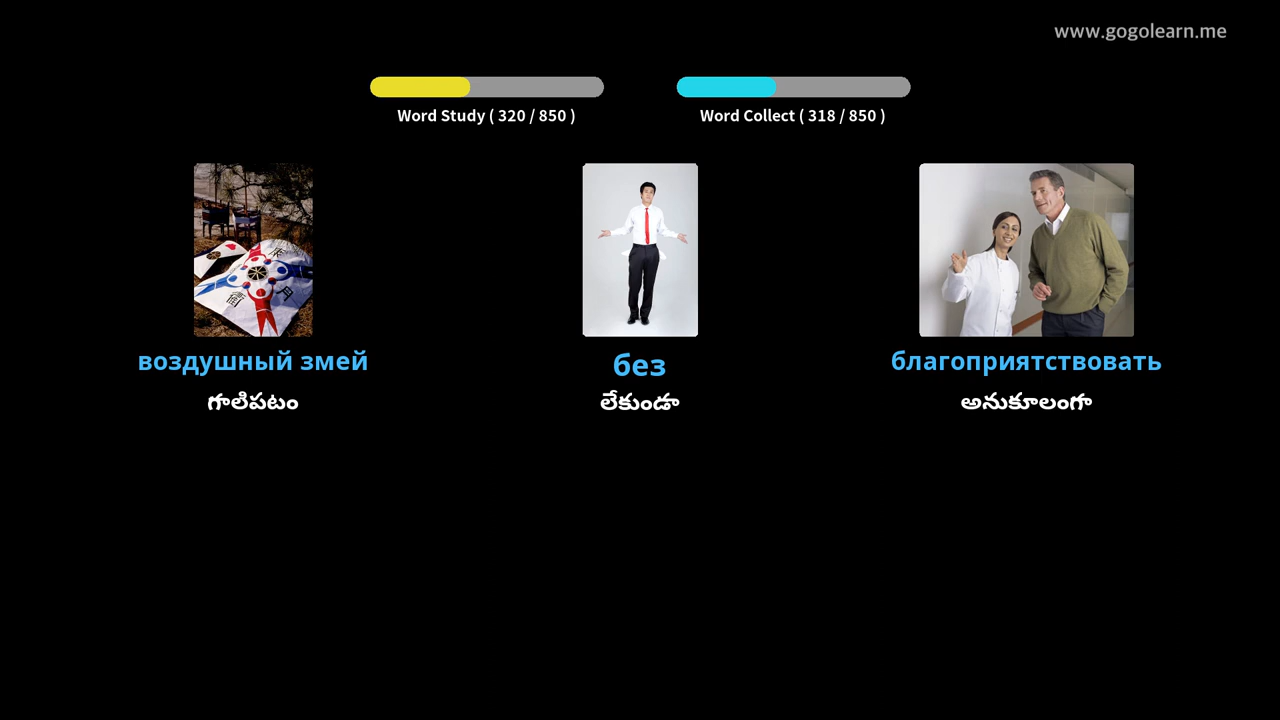 www.gogolearn.me
Word Study ( 320 / 850 )
Word Collect ( 318 / 850 )
воздушный змей
без
благоприятствовать
గాలిపటం
లేకుండా
అనుకూలంగా